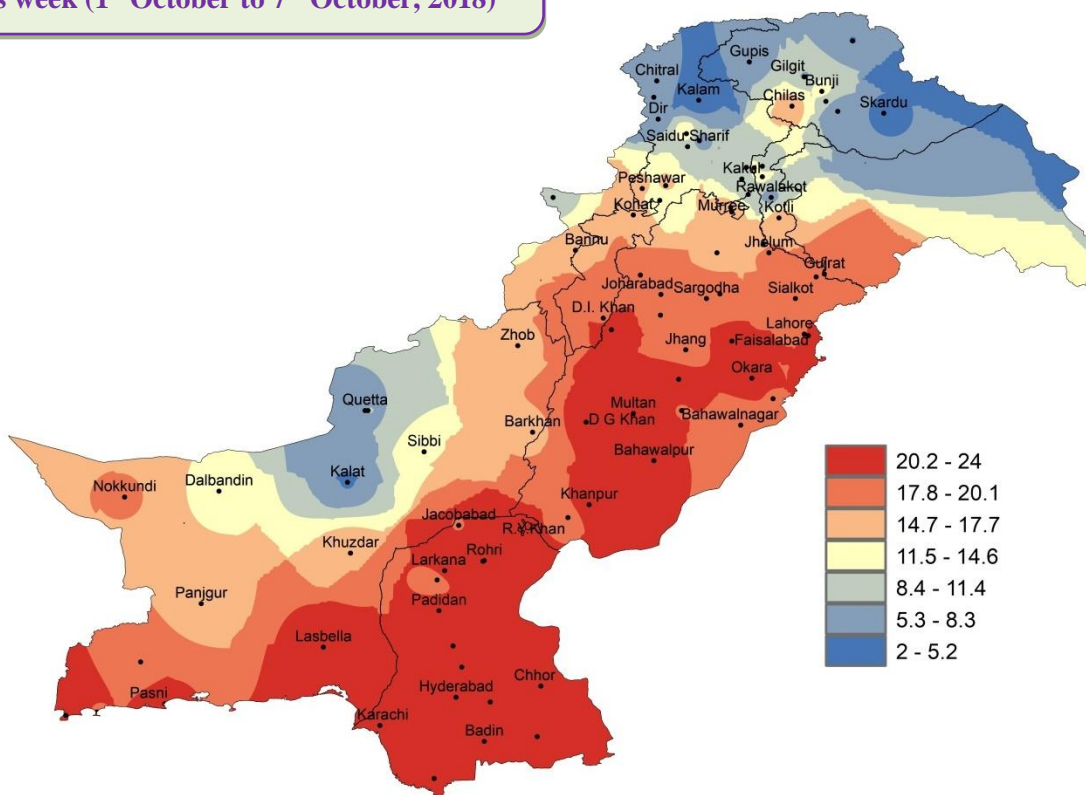 s week (1 October to 7 October, 2018)
Gupis
Gilgit
Chitral
Bunji
Kalam
Chilas
Skardu
Dir
Saidu Sharif
Kakul
Peshawar
Rawalakot
Kohat
Murree
Kotli
Bannu
Jhelum
Gujrat
Joharabad
Sargodha
Sialkot
D.I. Khan
Lahore
Zhob
Jhang
Faisalabad
Okara
Quetta
Multan
Bahawalnagar
Barkhan
D G Khan
Sibbi
Bahawalpur
Kalat
Dalbandin
Nokkundi
Khanpur
Jacobabad
R.Y.Khan
Khuzdar
Rohri
Larkana
Panjgur
Padidan
Lasbella
Chhor
Pasni
Hyderabad
Karachi
Badin
20.2 - 24
17.8 - 20.1
14.7 - 17.7
11.5 - 14.6
8.4 - 11.4
5.3 - 8.3
2 - 5.2